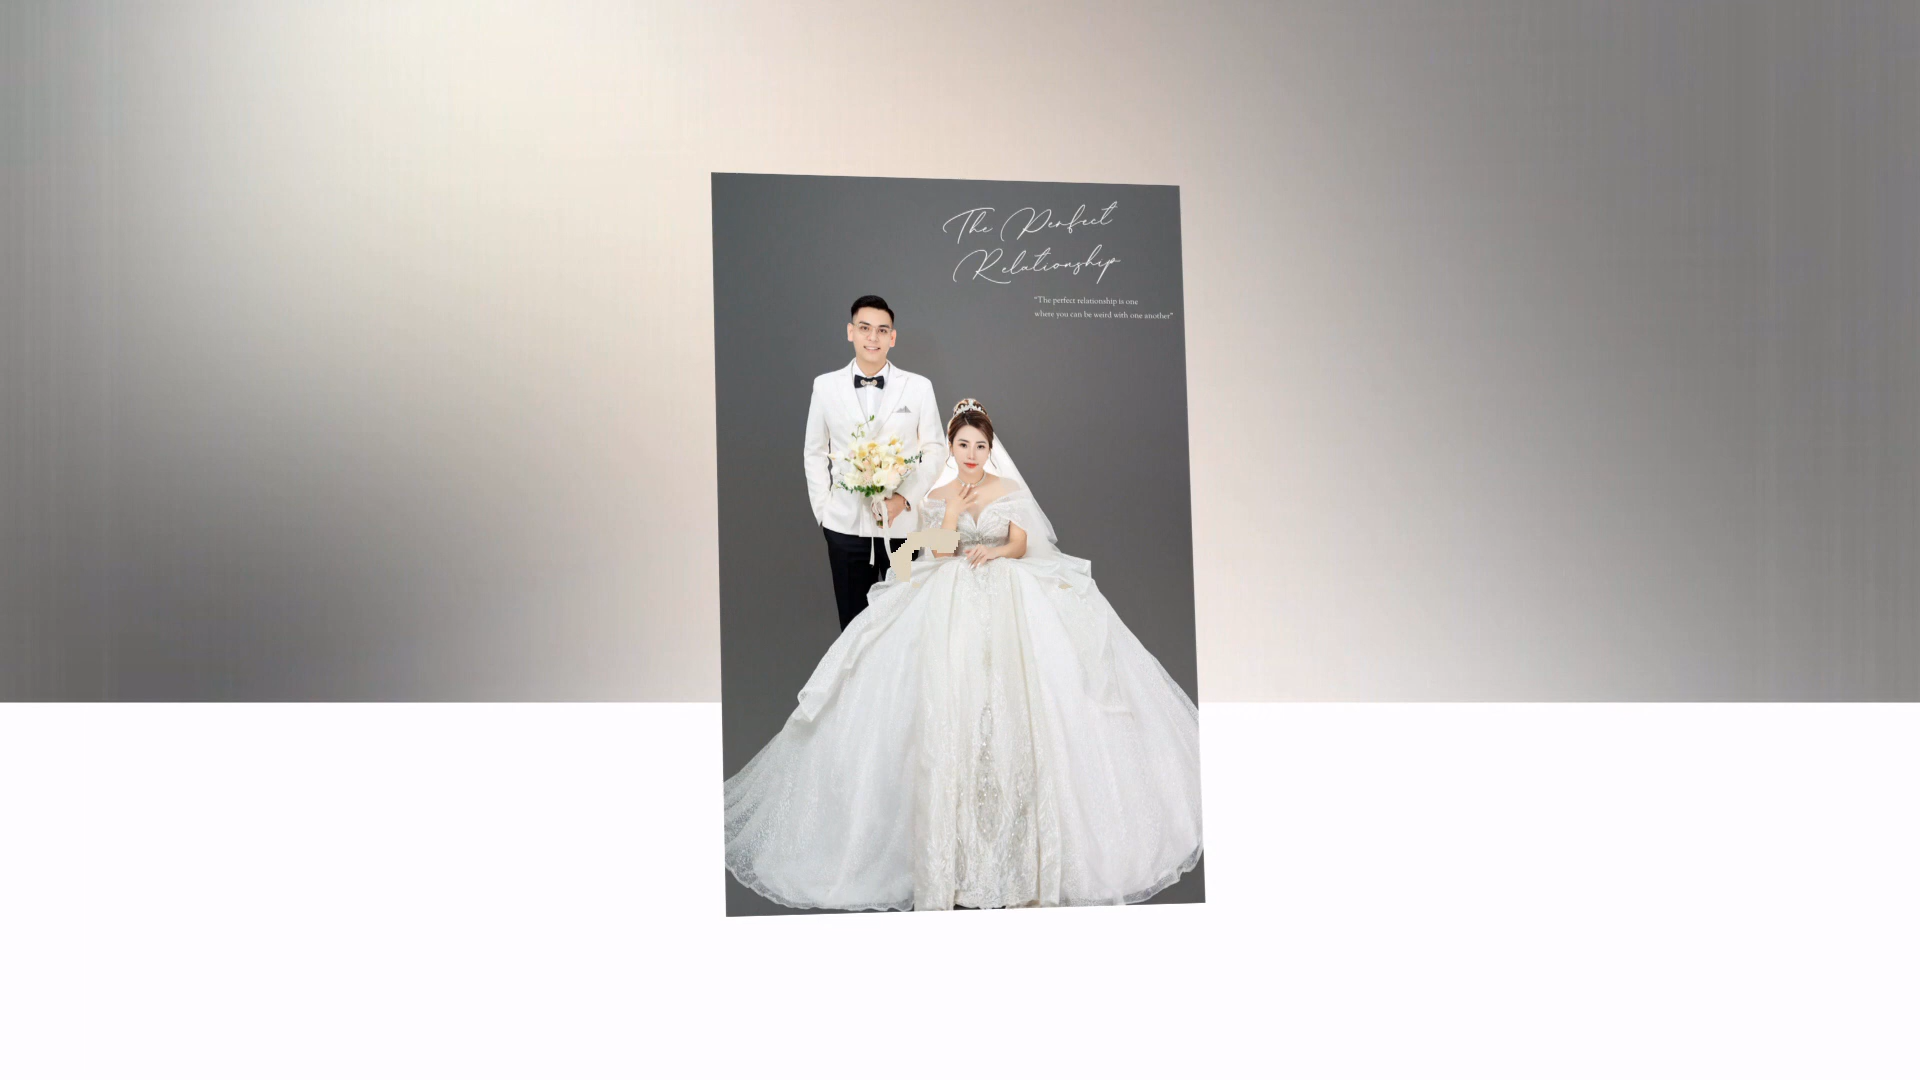 The Perfect
Relationship
"The perfect relationship is one
where you can be weird with one another"